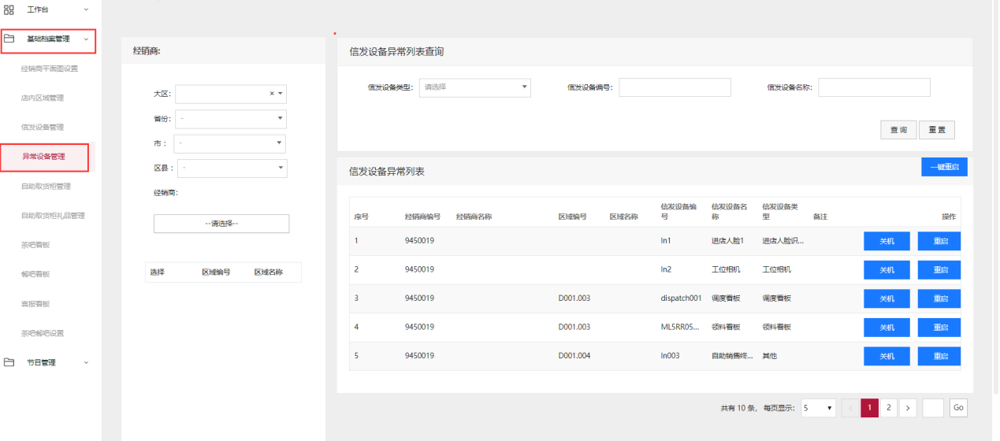 工作台
基础档案管理
经销商平面图设置
店内区域管理
信发设备管理
异常设备管理
自助取货柜管理
自助取货柜礼品管理
茶吧看板
餐吧看板
喜报看板
茶吧餐吧设置
节目管理
经销商:
大区:
×
省份: -
市: -
区县: -
经销商:
--请选择--
选择 区域编号 区域名称
信发设备异常列表查询
信发设备类型: 请选择 信发设备编号: 信发设备名称:
查询 重置
信发设备异常列表 一键重启
序号 经销商编号 经销商名称 区域编号 区域名称 信发设备编号 信发设备名称 信发设备类型 备注 操作
1 9450019 In1 进店人脸1 进店人脸识... 关机 重启
2 9450019 In2 工位相机 工位相机 关机 重启
3 9450019 D001.003 dispatch001 调度看板 调度看板 关机 重启
4 9450019 D001.003 ML5RR05... 领料看板 领料看板 关机 重启
5 9450019 D001.004 In003 自助销售终... 其他 关机 重启
共有 10 条, 每页显示: 5 < 1 2 > Go